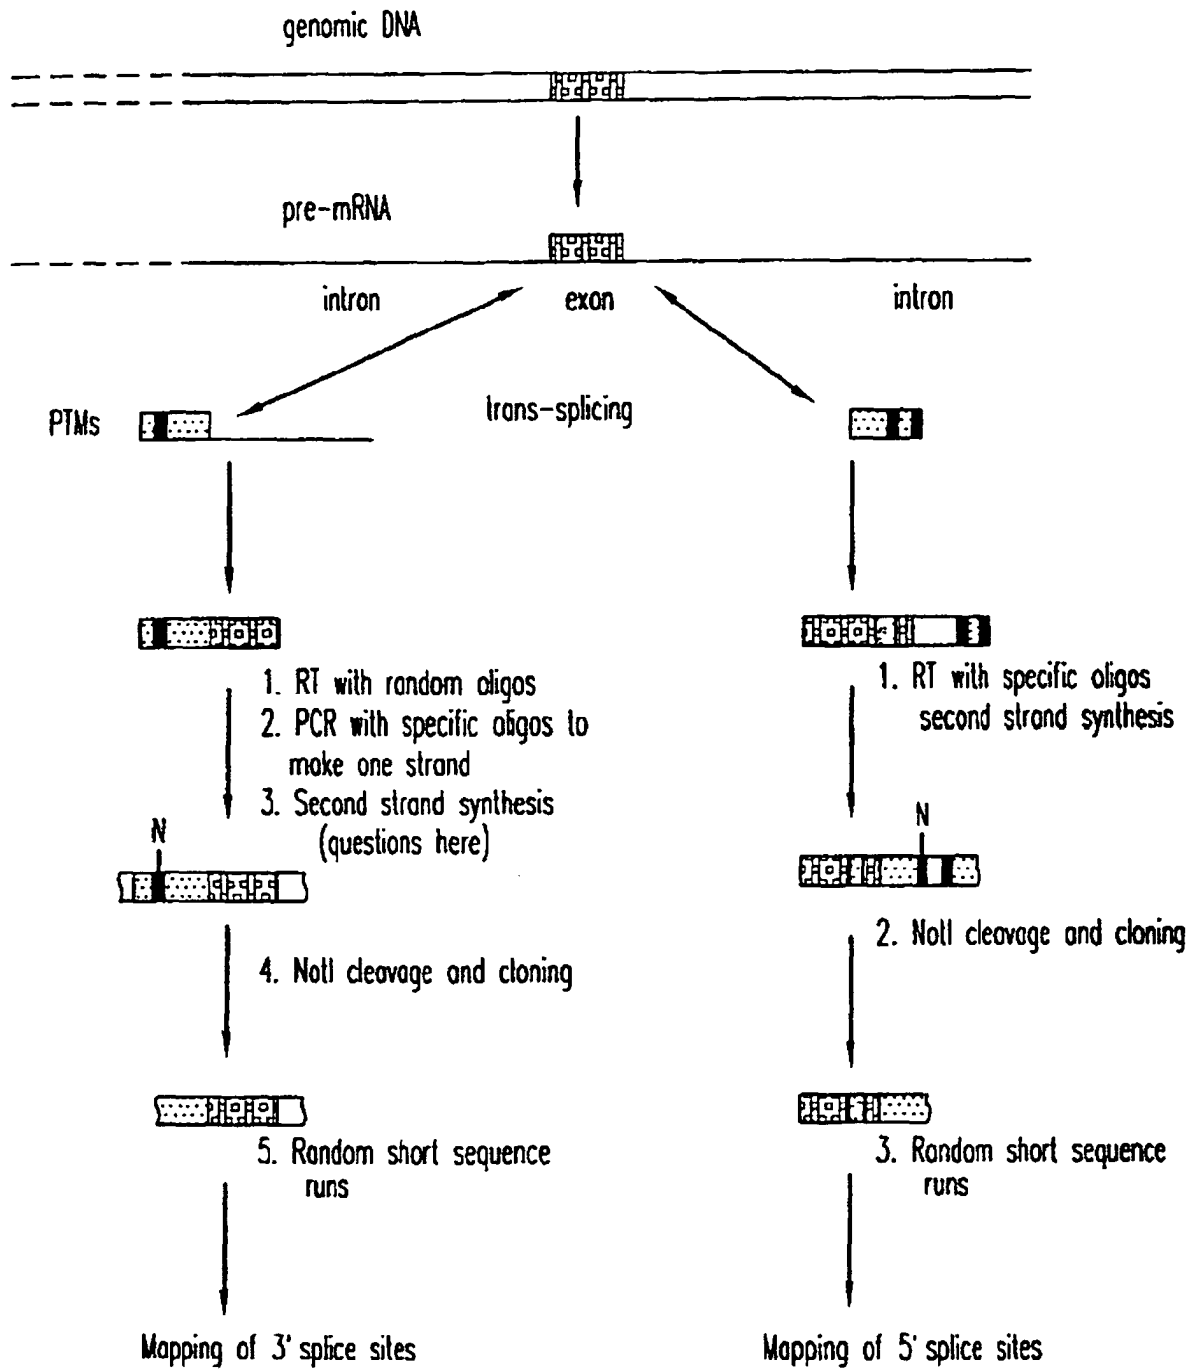 genomic DNA
pre-mRNA
intron
exon
intron
PTMs
trans-splicing
1. RT with random oligos
2. PCR with specific oligos to
make one strand
3. Second strand synthesis
(questions here)
N
4. NotI cleavage and cloning
5. Random short sequence
runs
Mapping of 3' splice sites
1. RT with specific oligos
second strand synthesis
N
2. NotI cleavage and cloning
3. Random short sequence
runs
Mapping of 5' splice sites